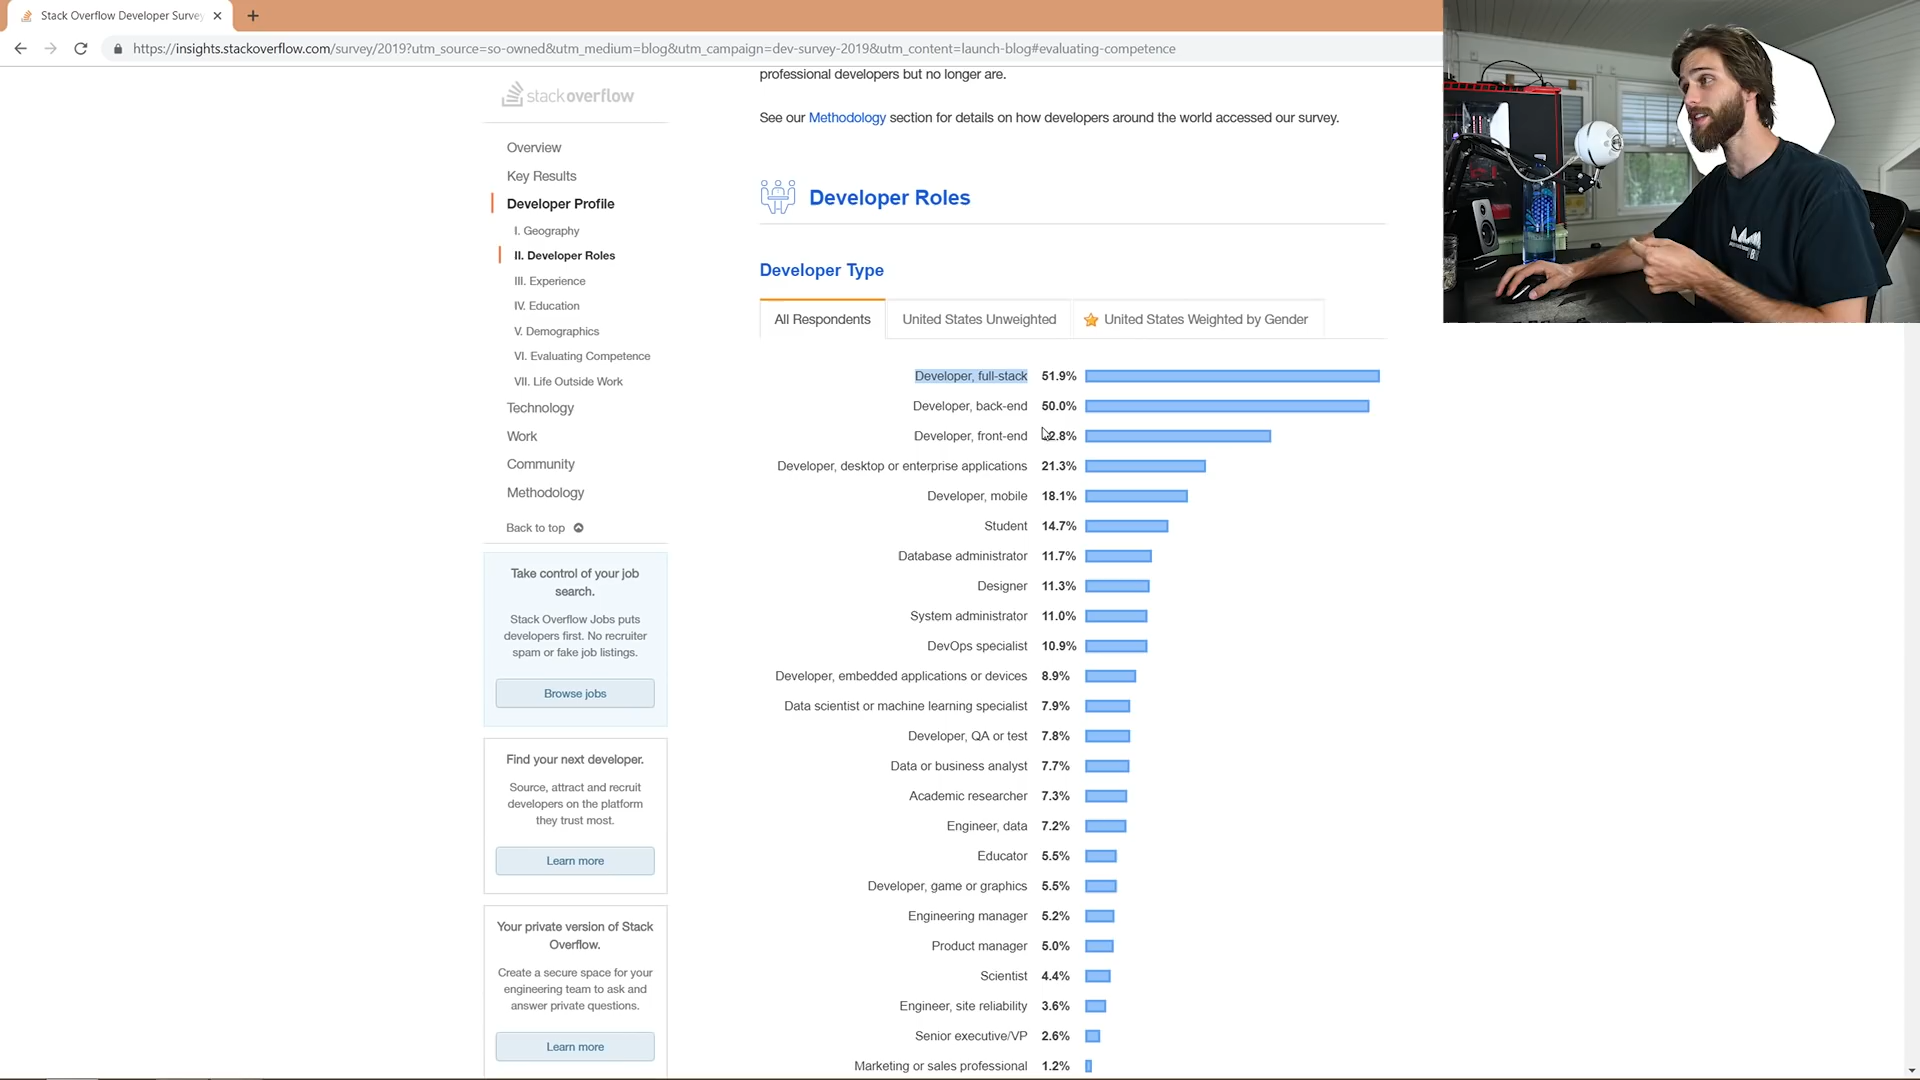 Stack Overflow Developer Survey
https://insights.stackoverflow.com/survey/2019?utm_source=so-owned&utm_medium=blog&utm_campaign=dev-survey-2019&utm_content=launch-blog#evaluating-competence
stackoverflow
Overview
Key Results
Developer Profile
I. Geography
II. Developer Roles
III. Experience
IV. Education
V. Demographics
VI. Evaluating Competence
VII. Life Outside Work
Technology
Work
Community
Methodology
Back to top
Take control of your job
search.
Stack Overflow Jobs puts
developers first. No recruiter
spam or fake job listings.
Browse jobs
Find your next developer.
Source, attract and recruit
developers on the platform
they trust most.
Learn more
Your private version of Stack
Overflow.
Create a secure space for your
engineering team to ask and
answer private questions.
Learn more
professional developers but no longer are.
See our Methodology section for details on how developers around the world accessed our survey.
Developer Roles
Developer Type
All Respondents United States Unweighted United States Weighted by Gender
Developer, full-stack 51.9%
Developer, back-end 50.0%
Developer, front-end 2.8%
Developer, desktop or enterprise applications 21.3%
Developer, mobile 18.1%
Student 14.7%
Database administrator 11.7%
Designer 11.3%
System administrator 11.0%
DevOps specialist 10.9%
Developer, embedded applications or devices 8.9%
Data scientist or machine learning specialist 7.9%
Developer, QA or test 7.8%
Data or business analyst 7.7%
Academic researcher 7.3%
Engineer, data 7.2%
Educator 5.5%
Developer, game or graphics 5.5%
Engineering manager 5.2%
Product manager 5.0%
Scientist 4.4%
Engineer, site reliability 3.6%
Senior executive/VP 2.6%
Marketing or sales professional 1.2%